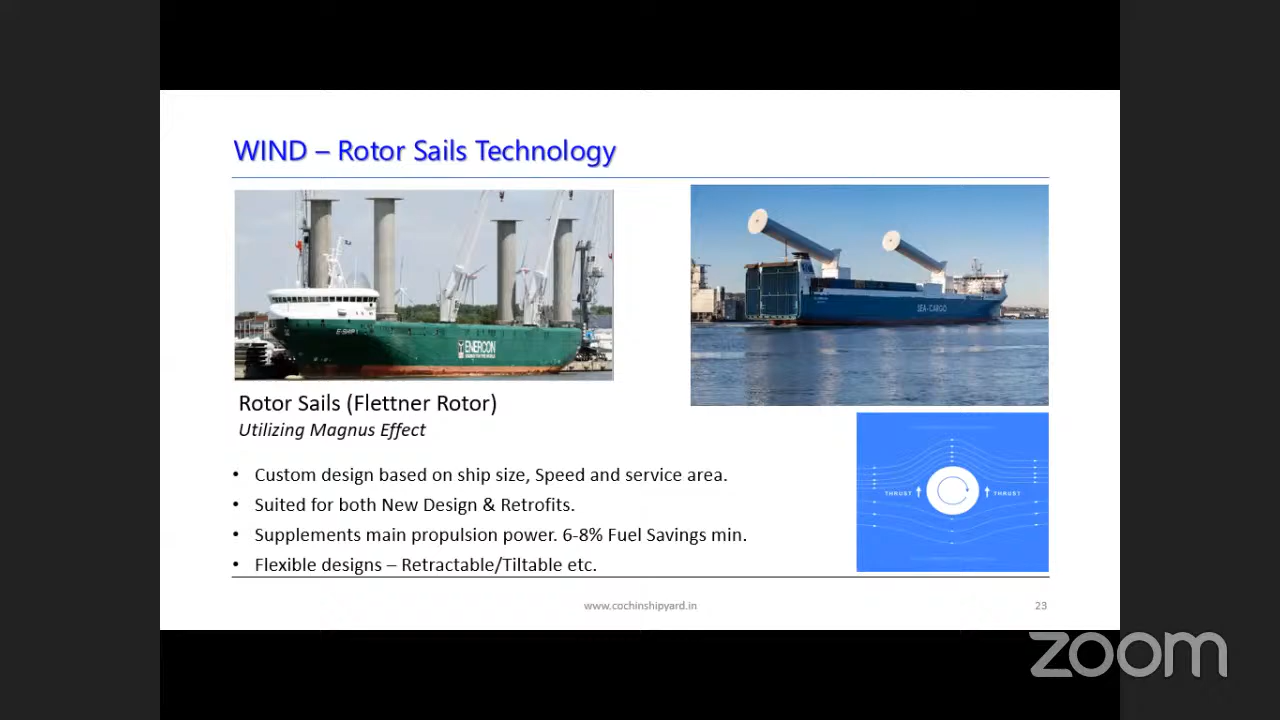 WIND – Rotor Sails Technology
E-SHIP 1
ENERCON
SEA-CARGO
Rotor Sails (Flettner Rotor)
Utilizing Magnus Effect
• Custom design based on ship size, Speed and service area.
• Suited for both New Design & Retrofits.
• Supplements main propulsion power. 6-8% Fuel Savings min.
• Flexible designs – Retractable/Tiltable etc.
THRUST THRUST
www.cochinshipyard.in
23
zoom